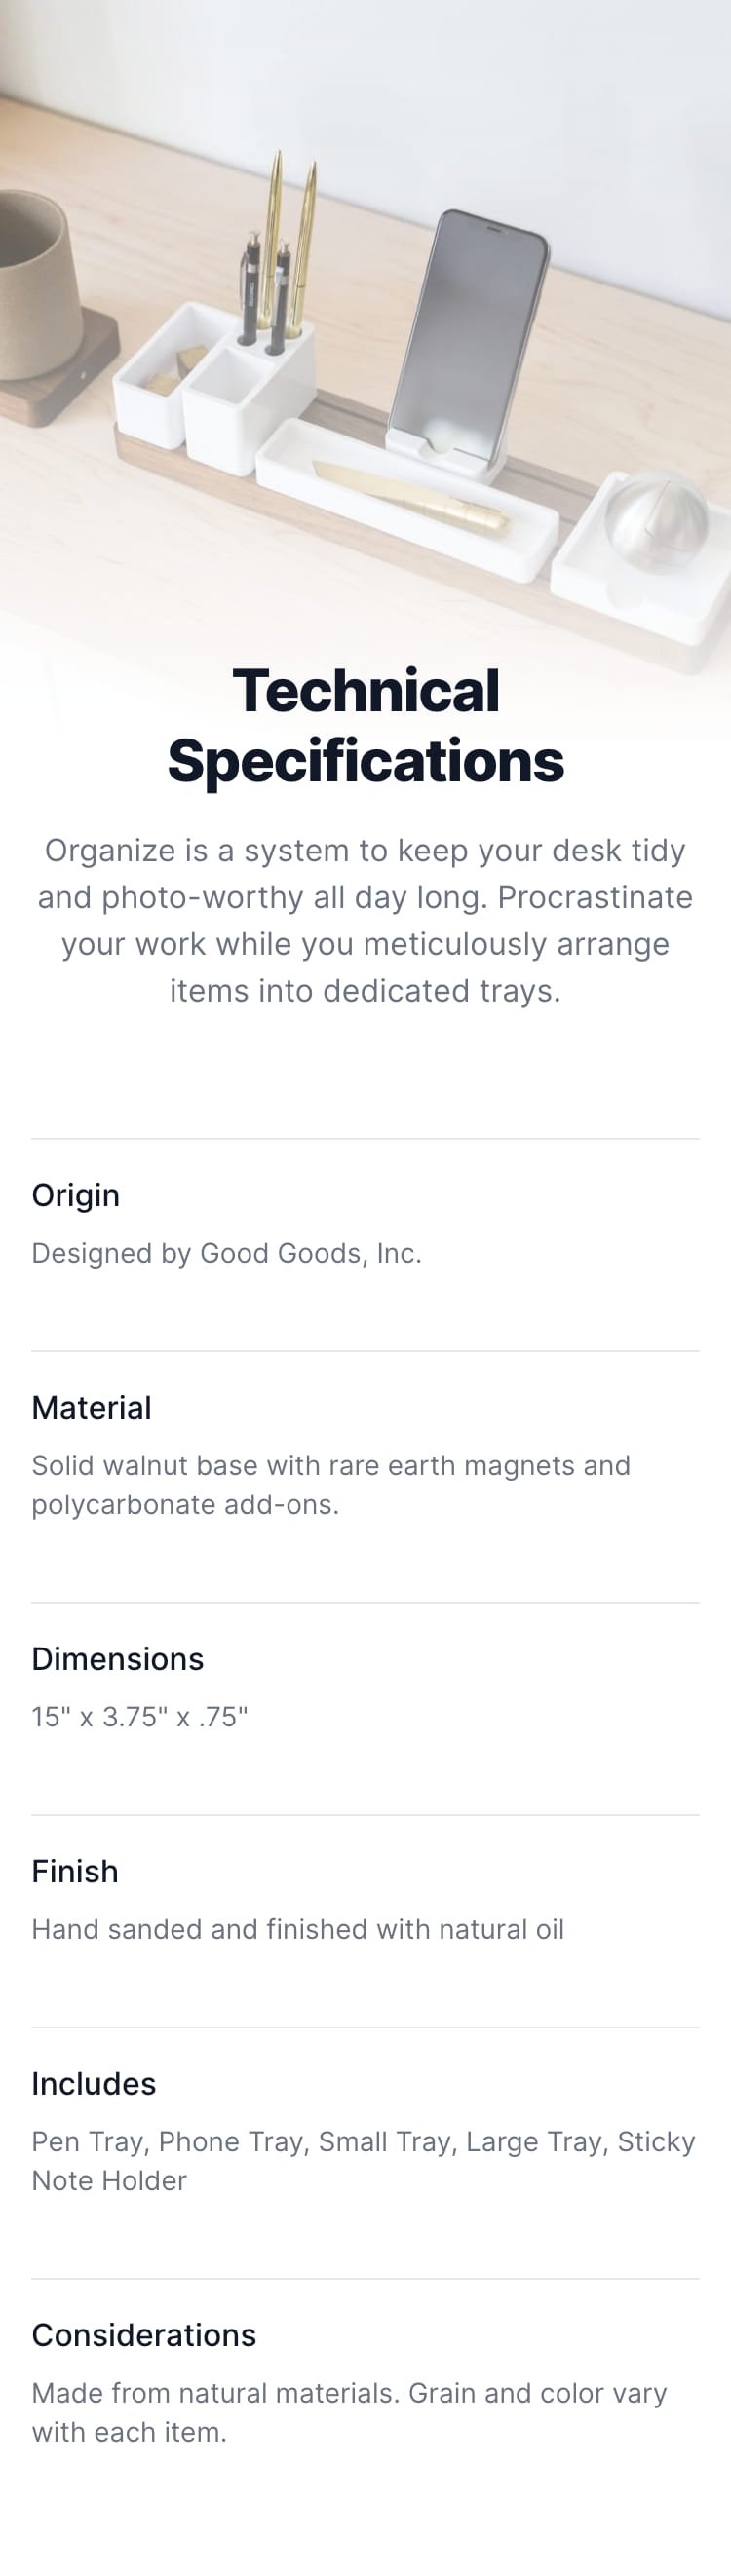 Technical
Specifications
Organize is a system to keep your desk tidy
and photo-worthy all day long. Procrastinate
your work while you meticulously arrange
items into dedicated trays.
Origin
Designed by Good Goods, Inc.
Material
Solid walnut base with rare earth magnets and
polycarbonate add-ons.
Dimensions
15" x 3.75" x .75"
Finish
Hand sanded and finished with natural oil
Includes
Pen Tray, Phone Tray, Small Tray, Large Tray, Sticky
Note Holder
Considerations
Made from natural materials. Grain and color vary
with each item.